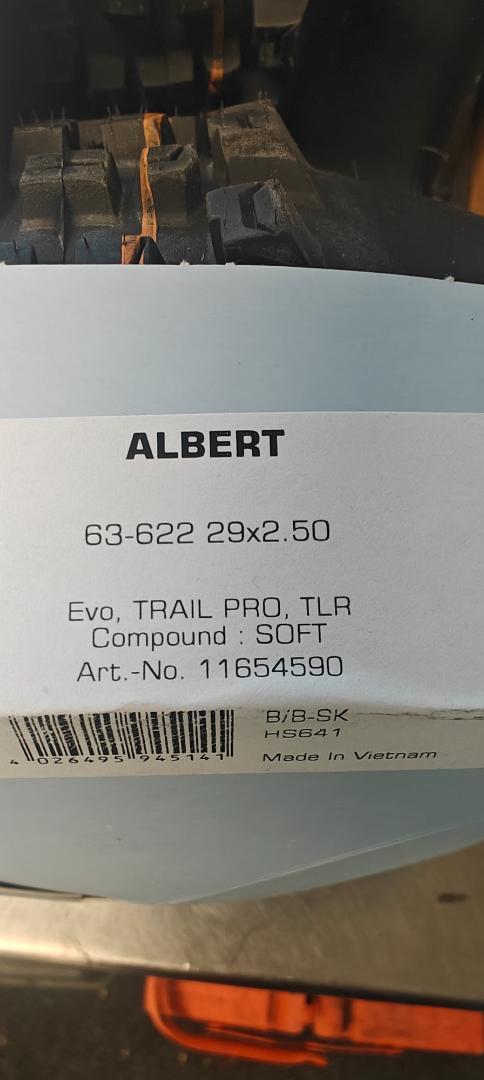 ALBERT
63-622 29x2.50
Evo, TRAIL PRO, TLR
Compound : SOFT
Art.-No. 11654590
B/B-SK
HS641
4 026495 945141
Made In Vietnam